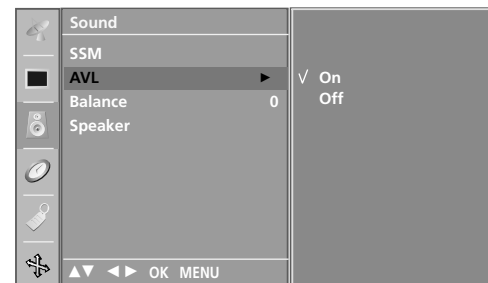 Sound
SSM
AVL ►
Balance 0
Speaker
√ On
Off
▲▼ ◄► OK MENU